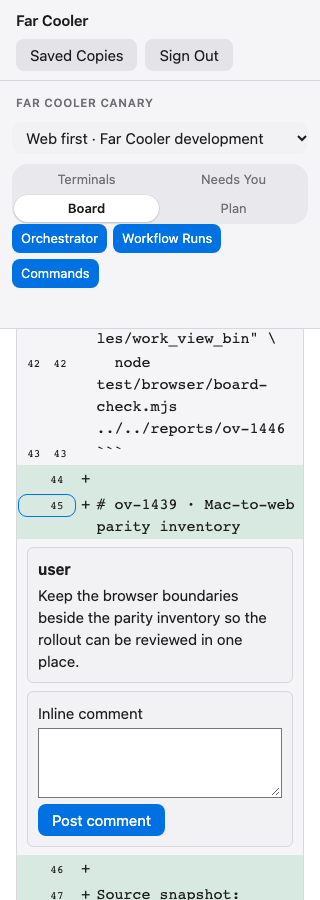 Far Cooler
Saved Copies
Sign Out
FAR COOLER CANARY
Web first · Far Cooler development
Terminals
Needs You
Board
Plan
Orchestrator
Workflow Runs
Commands
les/work_view_bin" \
42 42 node
test/browser/board-
check.mjs
../../reports/ov-1446
43 43 ```
44 +
45 + # ov-1439 · Mac-to-web
parity inventory
user
Keep the browser boundaries
beside the parity inventory so the
rollout can be reviewed in one
place.
Inline comment
Post comment
46 +
47 + Source snapshot: